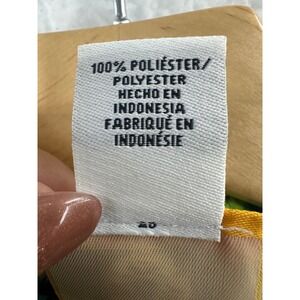 100% POLIÉSTER/
POLYESTER
HECHO EN
INDONESIA
FABRIQUÉ EN
INDONÉSIE